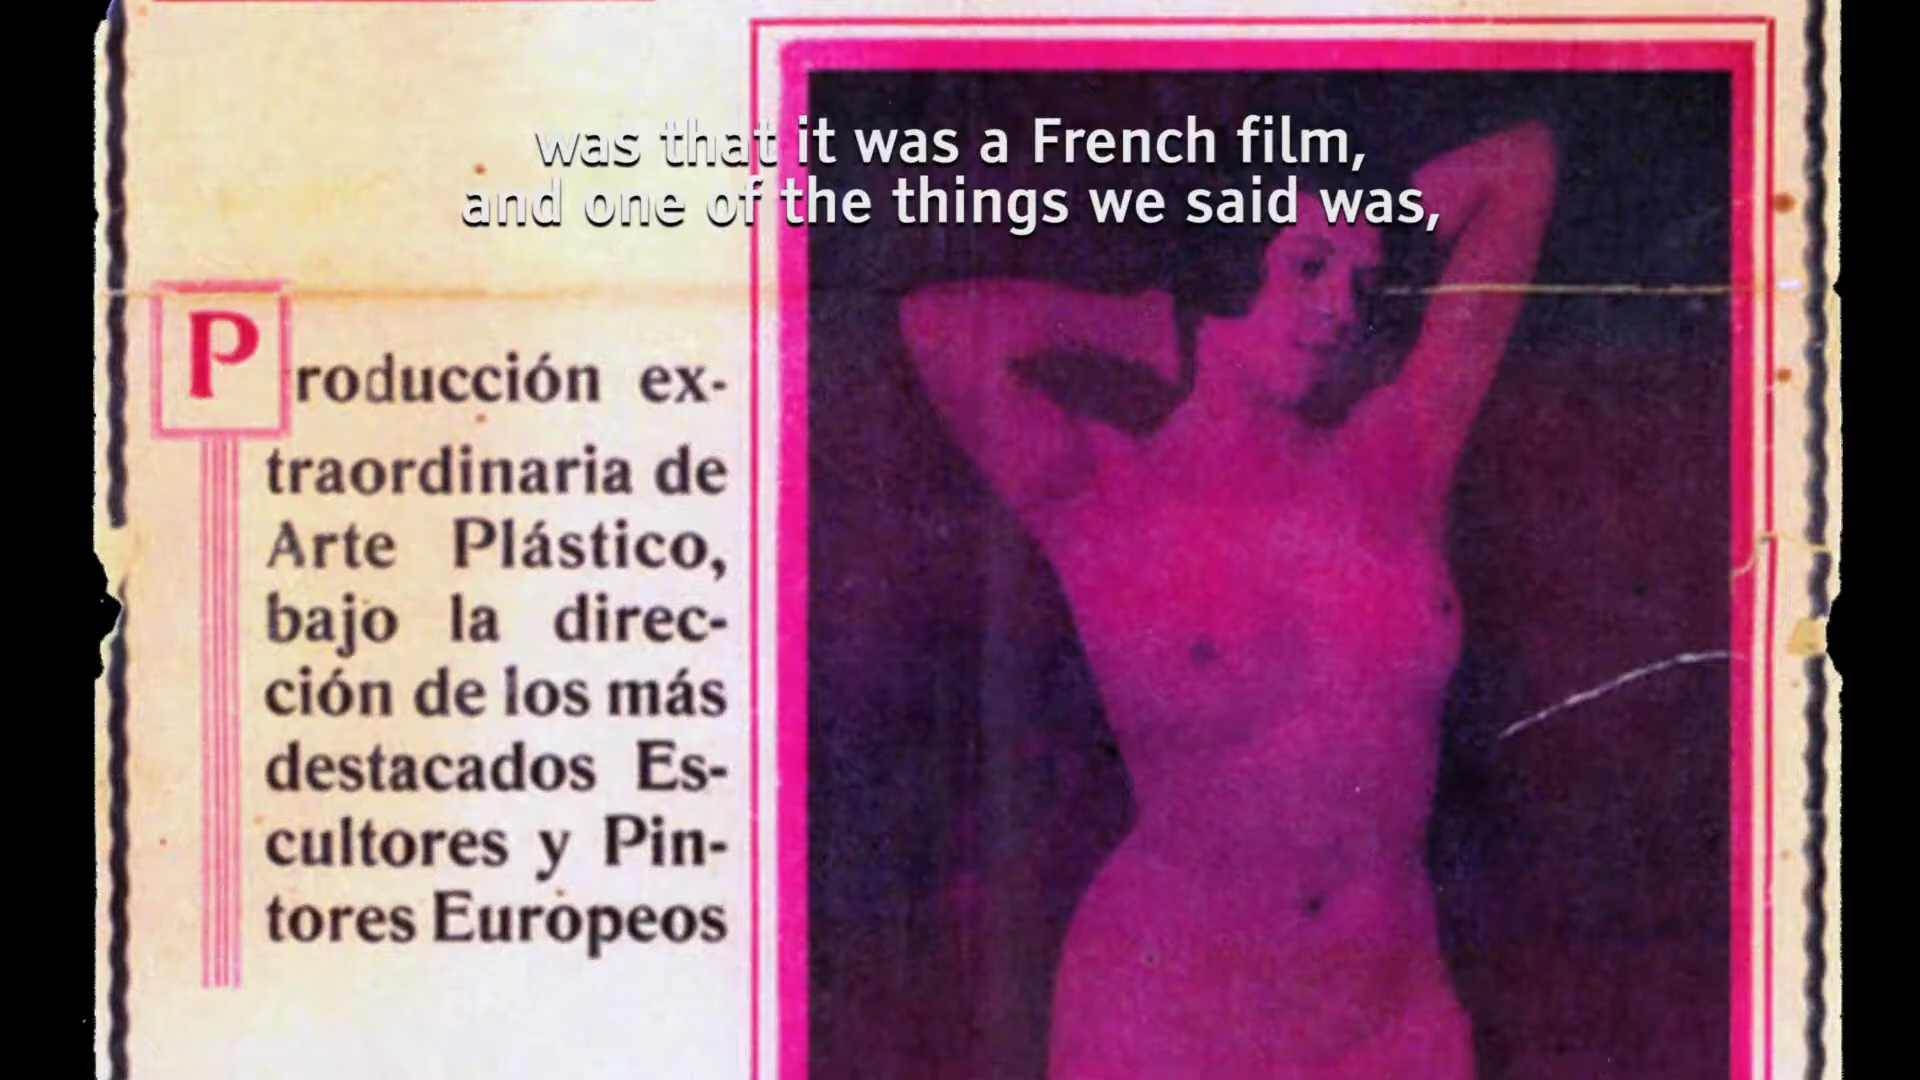 was that it was a French film,
and one of the things we said was,
Producción ex-
traordinaria de
Arte Plástico,
bajo la direc-
ción de los más
destacados Es-
cultores y Pin-
tores Europeos